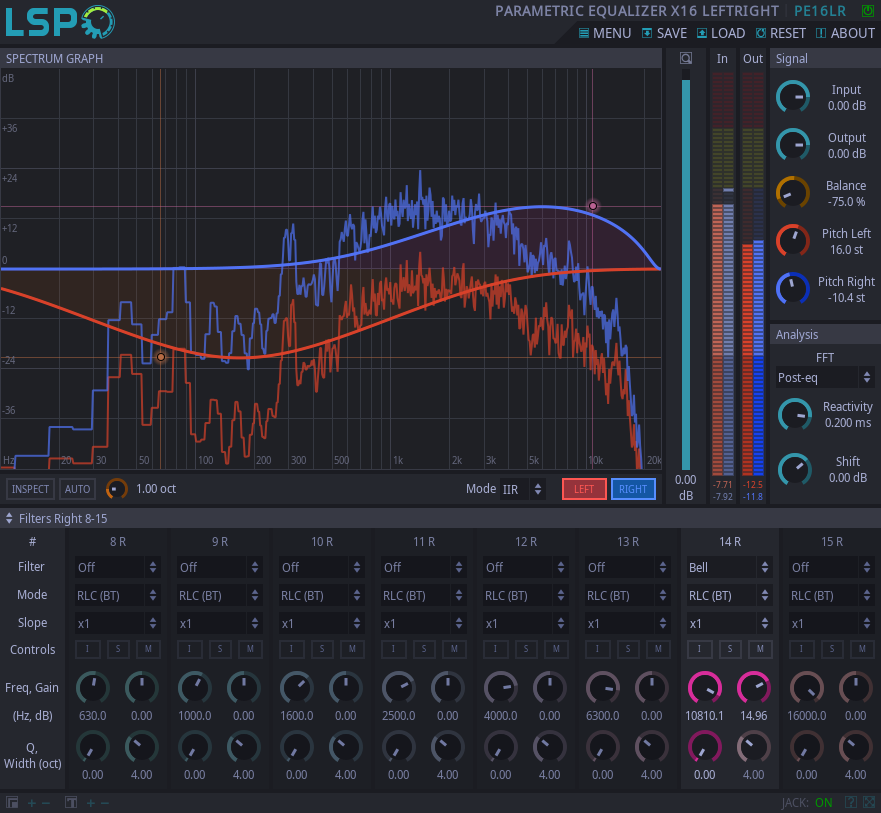 LSP
PARAMETRIC EQUALIZER X16 LEFTRIGHT PE16LR
MENU SAVE LOAD RESET ABOUT
SPECTRUM GRAPH
In Out
Signal
dB
+36
+24
+12
0
-12
-24
-36
Hz 20 30 50 100 200 300 500 1k 2k 3k 5k 10k 20k
INSPECT AUTO 1.00 oct
Mode IIR LEFT RIGHT
0.00
dB
-7.71 -12.5
-7.92 -11.8
Input
0.00 dB
Output
0.00 dB
Balance
-75.0 %
Pitch Left
16.0 st
Pitch Right
-10.4 st
Analysis
FFT
Post-eq
Reactivity
0.200 ms
Shift
0.00 dB
Filters Right 8-15
# 8 R 9 R 10 R 11 R 12 R 13 R 14 R 15 R
Filter Off Off Off Off Off Off Bell Off
Mode RLC (BT) RLC (BT) RLC (BT) RLC (BT) RLC (BT) RLC (BT) RLC (BT) RLC (BT)
Slope x1 x1 x1 x1 x1 x1 x1 x1
Controls I S M I S M I S M I S M I S M I S M I S M I S M
Freq, Gain
(Hz, dB) 630.0 0.00 1000.0 0.00 1600.0 0.00 2500.0 0.00 4000.0 0.00 6300.0 0.00 10810.1 14.96 16000.0 0.00
Q,
Width (oct)
0.00 4.00 0.00 4.00 0.00 4.00 0.00 4.00 0.00 4.00 0.00 4.00 0.00 4.00 0.00 4.00
+ − + − JACK: ON ?